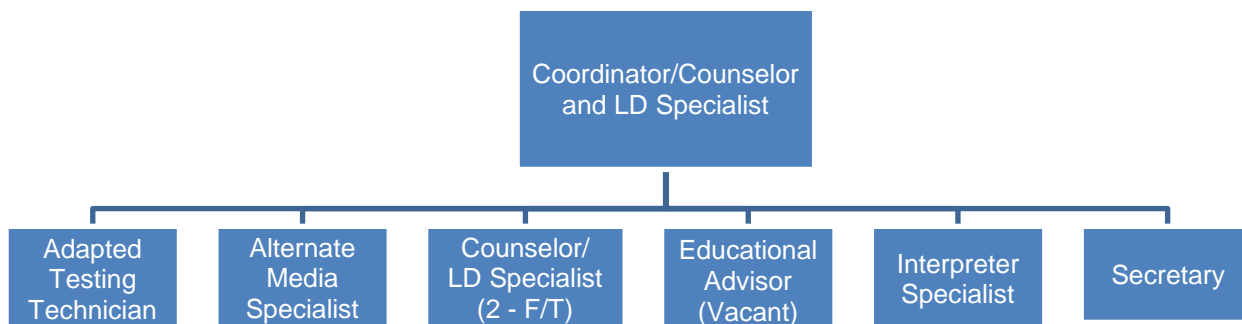 Coordinator/Counselor
and LD Specialist
Adapted
Testing
Technician
Alternate
Media
Specialist
Counselor/
LD Specialist
(2 - F/T)
Educational
Advisor
(Vacant)
Interpreter
Specialist
Secretary